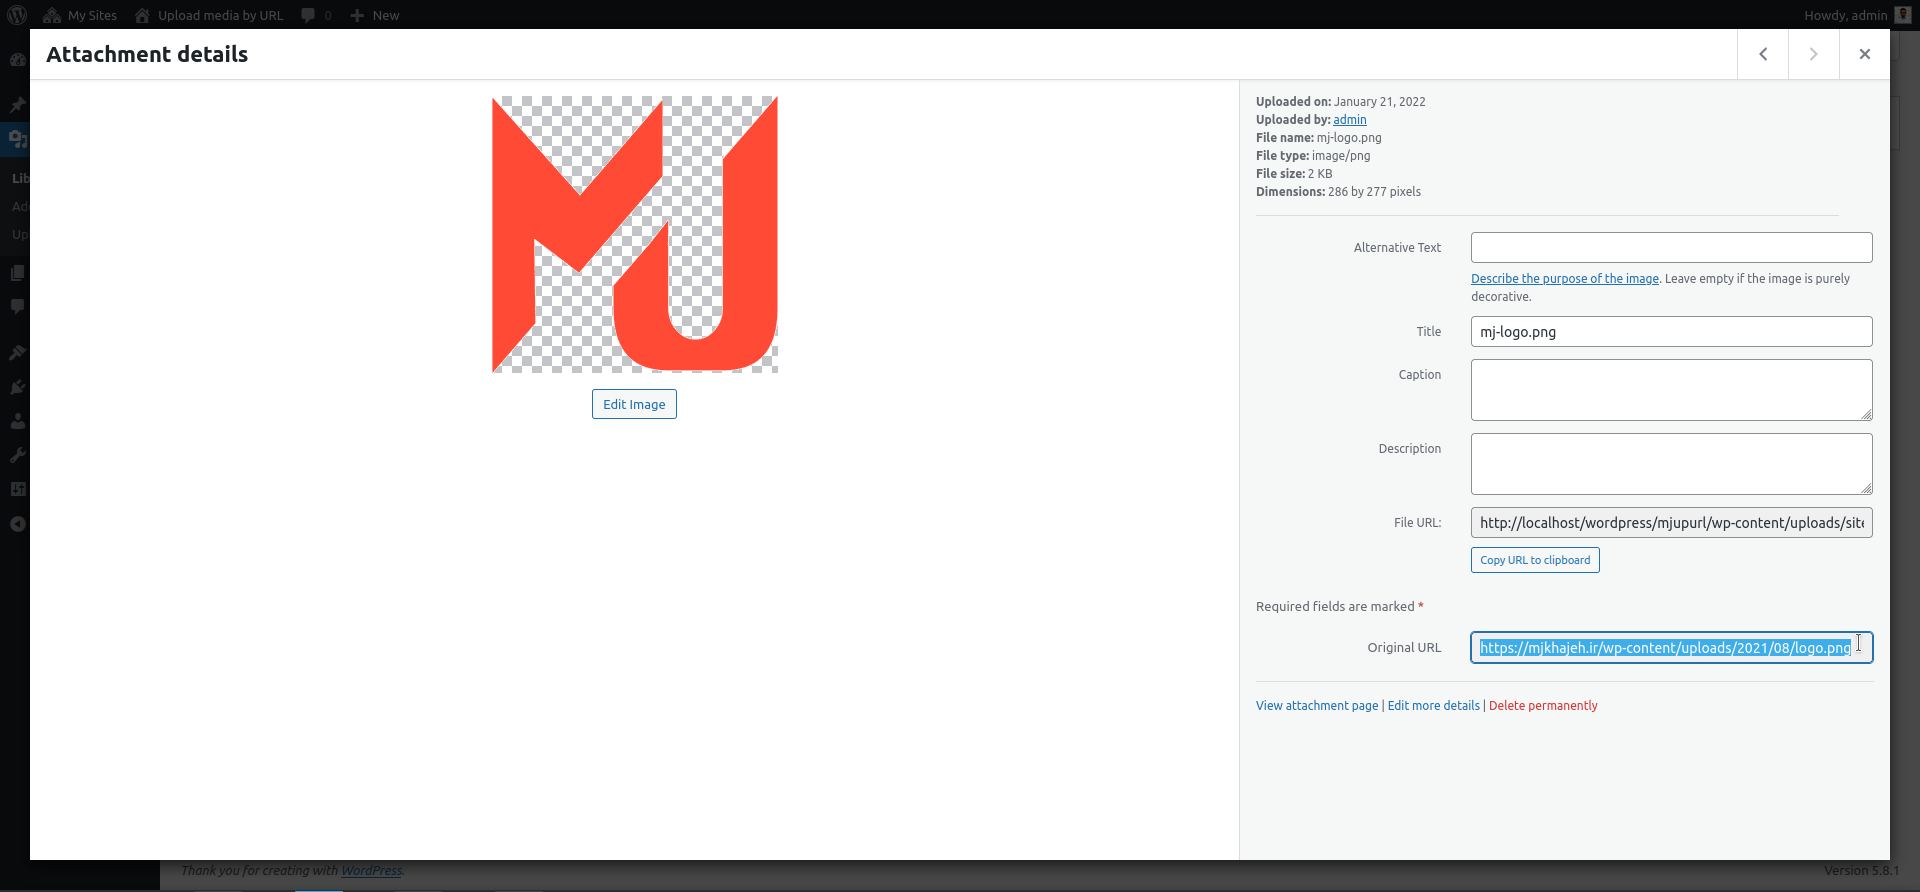 My Sites
Upload media by URL
0
New
Howdy, admin
Attachment details
Lib
Ad
Up
Uploaded on: January 21, 2022
Uploaded by: admin
File name: mj-logo.png
File type: image/png
File size: 2 KB
Dimensions: 286 by 277 pixels
Alternative Text
Describe the purpose of the image. Leave empty if the image is purely
decorative.
Title
mj-logo.png
Caption
Description
File URL:
http://localhost/wordpress/mjupurl/wp-content/uploads/site
Copy URL to clipboard
Required fields are marked *
Original URL
https://mjkhajeh.ir/wp-content/uploads/2021/08/logo.png
View attachment page | Edit more details | Delete permanently
Edit Image
Thank you for creating with WordPress.
Version 5.8.1